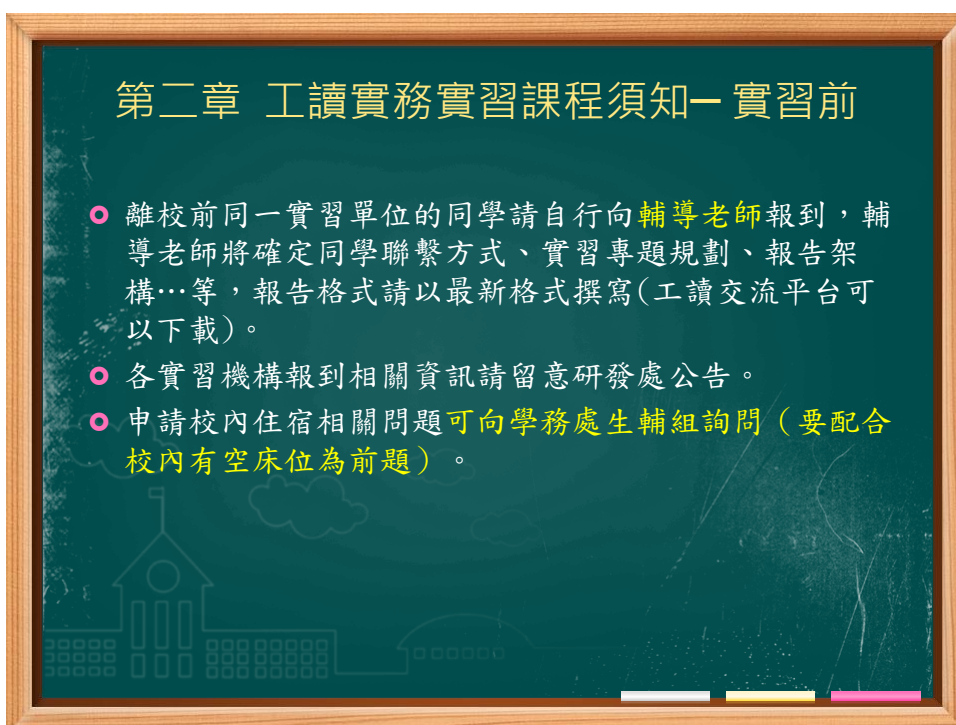 第二章 工讀實務實習課程須知─ 實習前
離校前同一實習單位的同學請自行向輔導老師報到，輔
導老師將確定同學聯繫方式、實習專題規劃、報告架
構…等，報告格式請以最新格式撰寫(工讀交流平台可
以下載)。
各實習機構報到相關資訊請留意研發處公告。
申請校內住宿相關問題可向學務處生輔組詢問（要配合
校內有空床位為前題）。